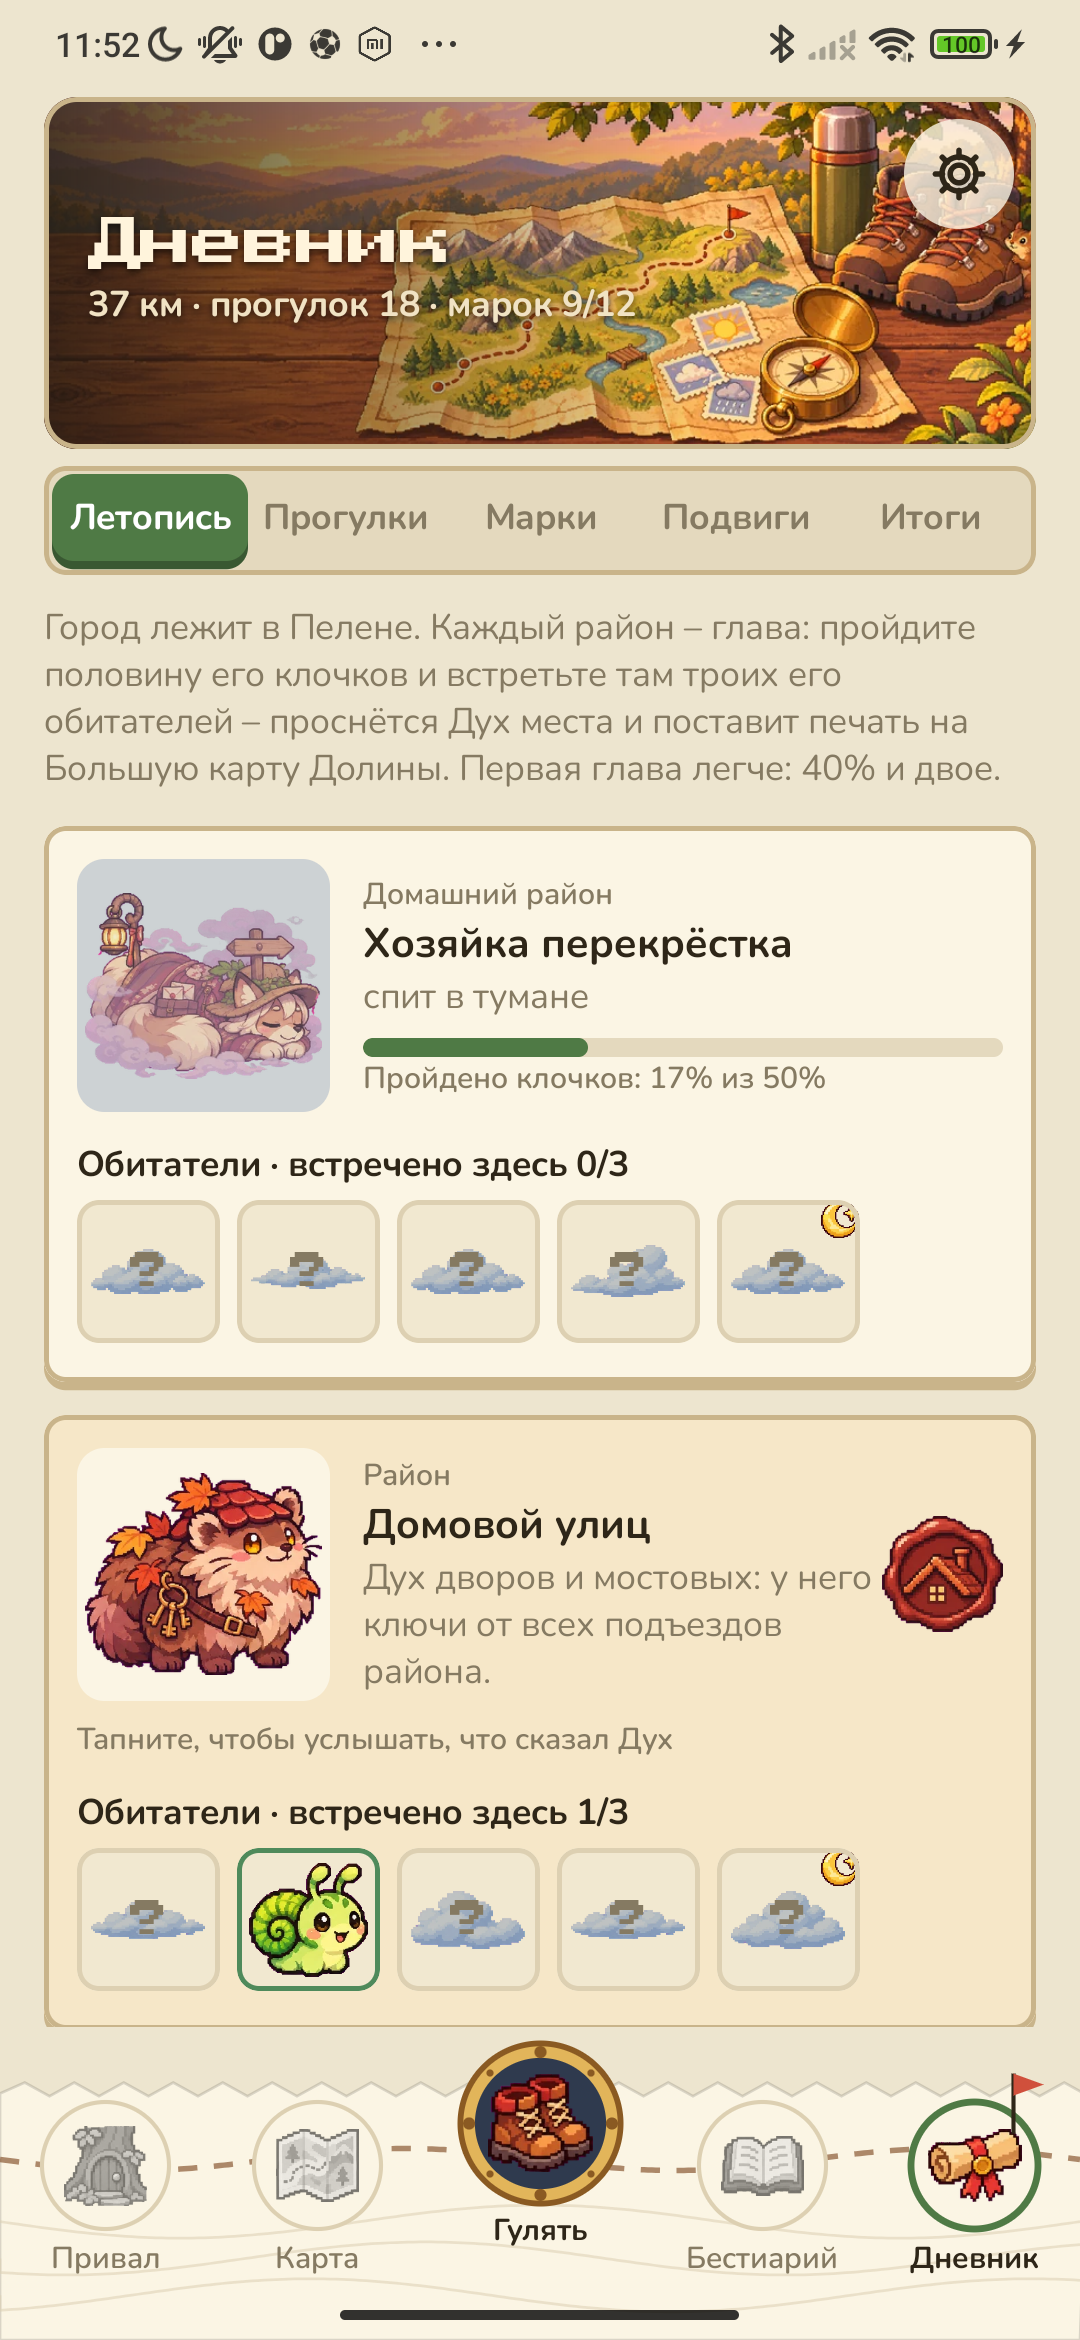 11:52
100
Дневник
37 км · прогулок 18 · марок 9/12
Летопись Прогулки Марки Подвиги Итоги
Город лежит в Пелене. Каждый район – глава: пройдите
половину его клочков и встретьте там троих его
обитателей – проснётся Дух места и поставит печать на
Большую карту Долины. Первая глава легче: 40% и двое.
Домашний район
Хозяйка перекрёстка
спит в тумане
Пройдено клочков: 17% из 50%
Обитатели · встречено здесь 0/3
? ? ? ? ?
Район
Домовой улиц
Дух дворов и мостовых: у него
ключи от всех подъездов
района.
Тапните, чтобы услышать, что сказал Дух
Обитатели · встречено здесь 1/3
? ? ? ?
Привал Карта Гулять Бестиарий Дневник